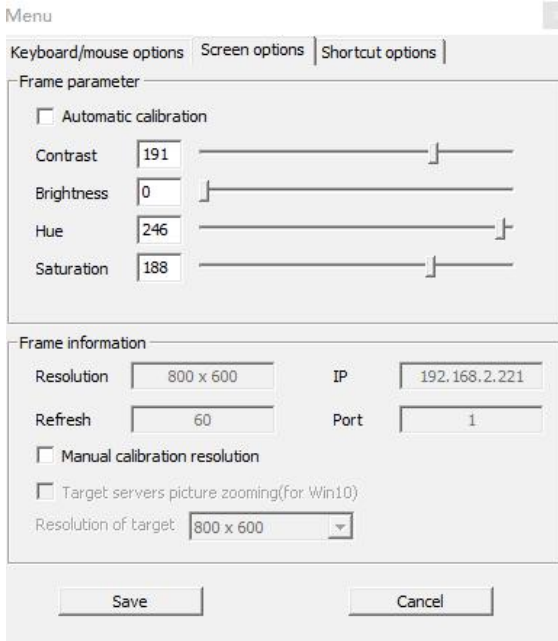 Menu
Keyboard/mouse options Screen options Shortcut options
Frame parameter
Automatic calibration
Contrast 191
Brightness 0
Hue 246
Saturation 188
Frame information
Resolution 800 x 600 IP 192.168.2.221
Refresh 60 Port 1
Manual calibration resolution
Target servers picture zooming(for Win10)
Resolution of target 800 x 600
Save Cancel